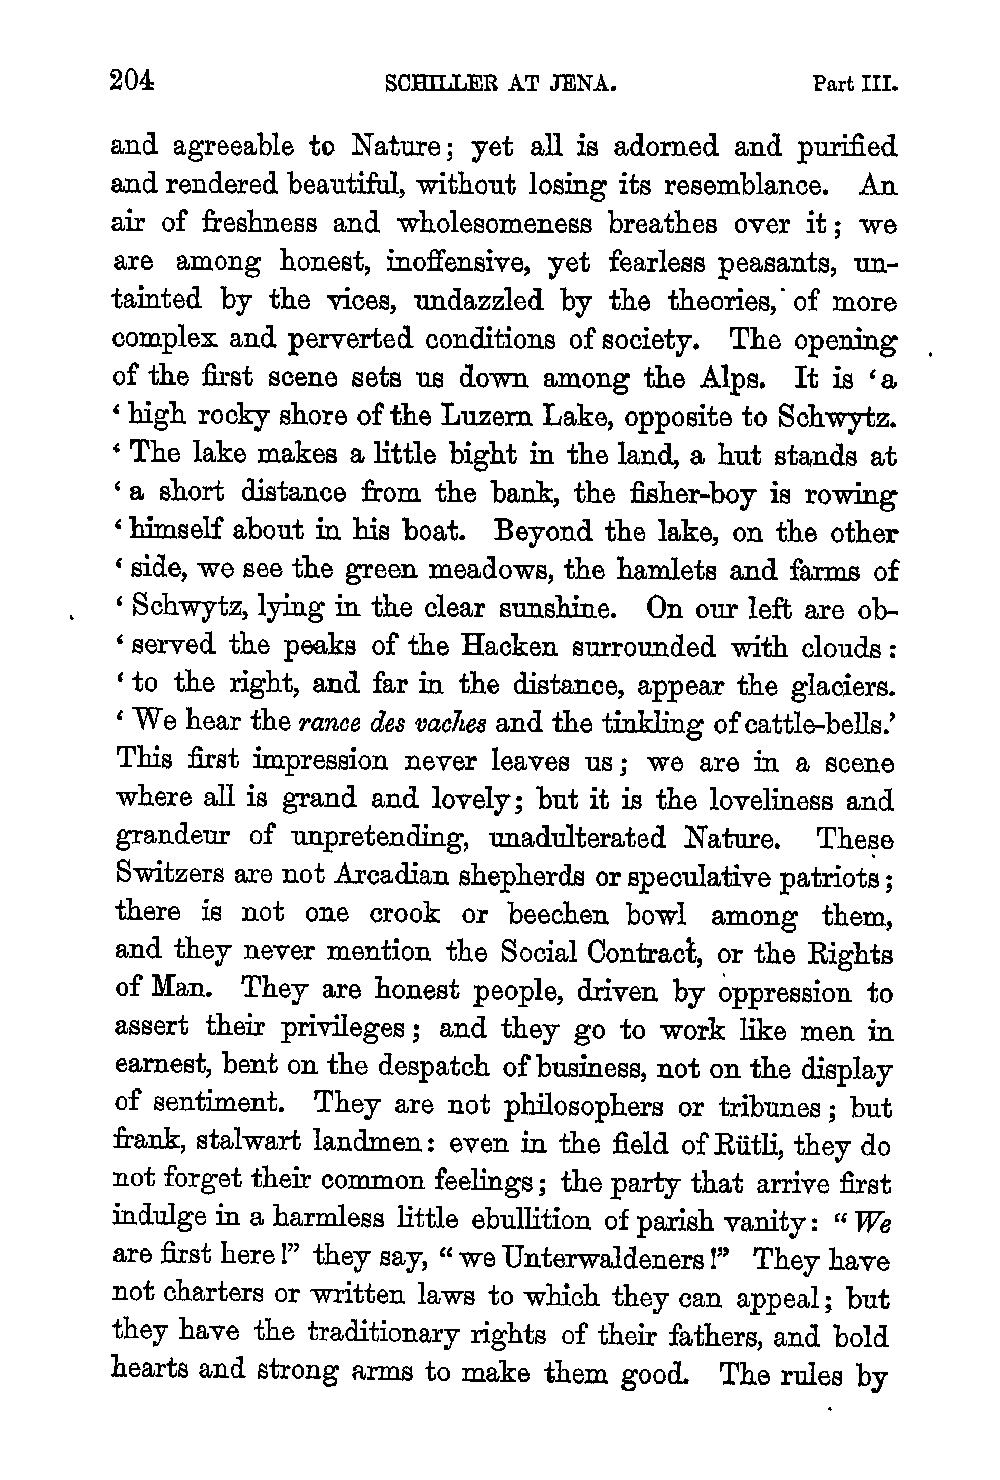 204 SCHILLER AT JENA. Part III.
and agreeable to Nature; yet all is adorned and purified
and rendered beautiful, without losing its resemblance. An
air of freshness and wholesomeness breathes over it; we
are among honest, inoffensive, yet fearless peasants, un-
tainted by the vices, undazzled by the theories, of more
complex and perverted conditions of society. The opening
of the first scene sets us down among the Alps. It is ‘a
‘high rocky shore of the Luzern Lake, opposite to Schwytz.
‘The lake makes a little bight in the land, a hut stands at
‘a short distance from the bank, the fisher-boy is rowing
‘himself about in his boat. Beyond the lake, on the other
‘side, we see the green meadows, the hamlets and farms of
‘Schwytz, lying in the clear sunshine. On our left are ob-
‘served the peaks of the Hacken surrounded with clouds:
‘to the right, and far in the distance, appear the glaciers.
‘We hear the rance des vaches and the tinkling of cattle-bells.’
This first impression never leaves us; we are in a scene
where all is grand and lovely; but it is the loveliness and
grandeur of unpretending, unadulterated Nature. These
Switzers are not Arcadian shepherds or speculative patriots;
there is not one crook or beechen bowl among them,
and they never mention the Social Contract, or the Rights
of Man. They are honest people, driven by oppression to
assert their privileges; and they go to work like men in
earnest, bent on the despatch of business, not on the display
of sentiment. They are not philosophers or tribunes; but
frank, stalwart landmen: even in the field of Rütli, they do
not forget their common feelings; the party that arrive first
indulge in a harmless little ebullition of parish vanity: “We
are first here!” they say, “we Unterwaldeners!” They have
not charters or written laws to which they can appeal; but
they have the traditionary rights of their fathers, and bold
hearts and strong arms to make them good. The rules by